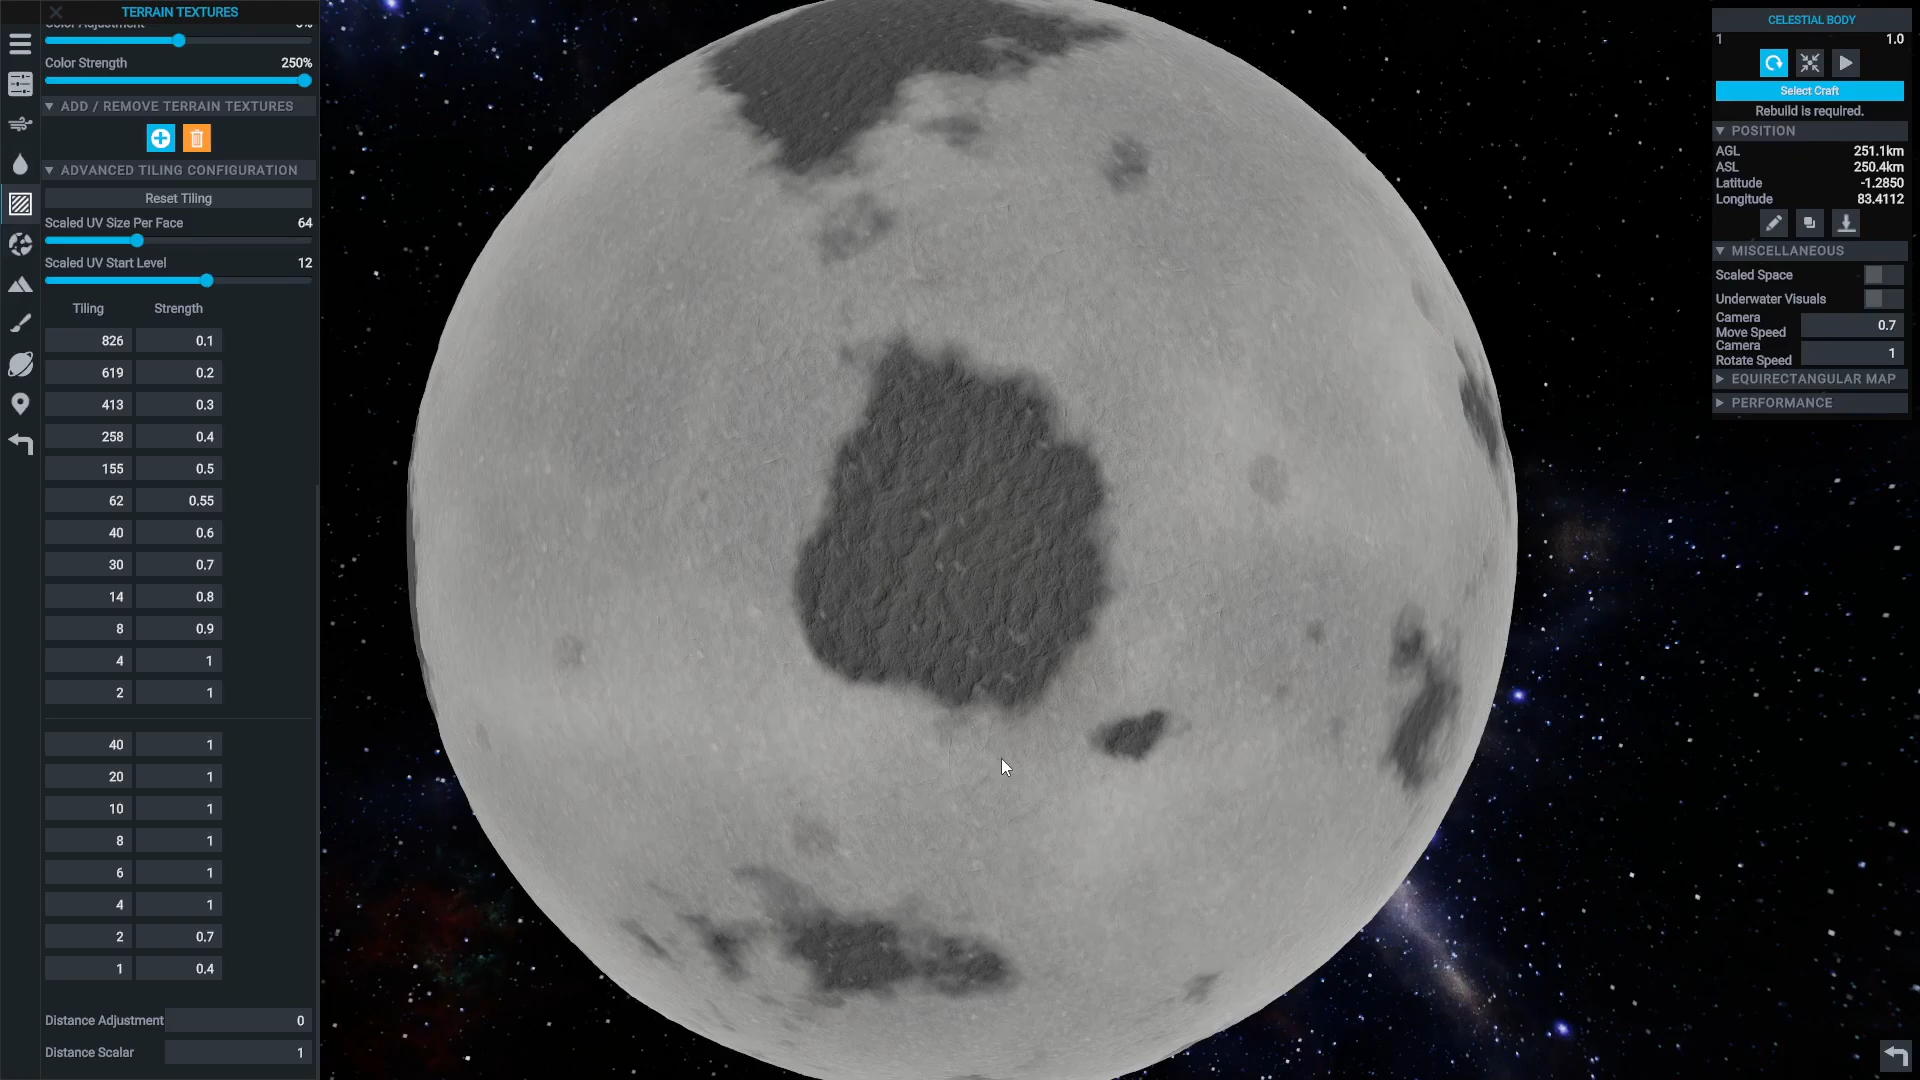 TERRAIN TEXTURES
Color Adjustment 0%
Color Strength 250%
ADD / REMOVE TERRAIN TEXTURES
ADVANCED TILING CONFIGURATION
Reset Tiling
Scaled UV Size Per Face 64
Scaled UV Start Level 12
Tiling Strength
826 0.1
619 0.2
413 0.3
258 0.4
155 0.5
62 0.55
40 0.6
30 0.7
14 0.8
8 0.9
4 1
2 1
40 1
20 1
10 1
8 1
6 1
4 1
2 0.7
1 0.4
Distance Adjustment 0
Distance Scalar 1
CELESTIAL BODY
1 1.0
Select Craft
Rebuild is required.
POSITION
AGL 251.1km
ASL 250.4km
Latitude -1.2850
Longitude 83.4112
MISCELLANEOUS
Scaled Space
Underwater Visuals
Camera
Move Speed 0.7
Camera
Rotate Speed 1
EQUIRECTANGULAR MAP
PERFORMANCE